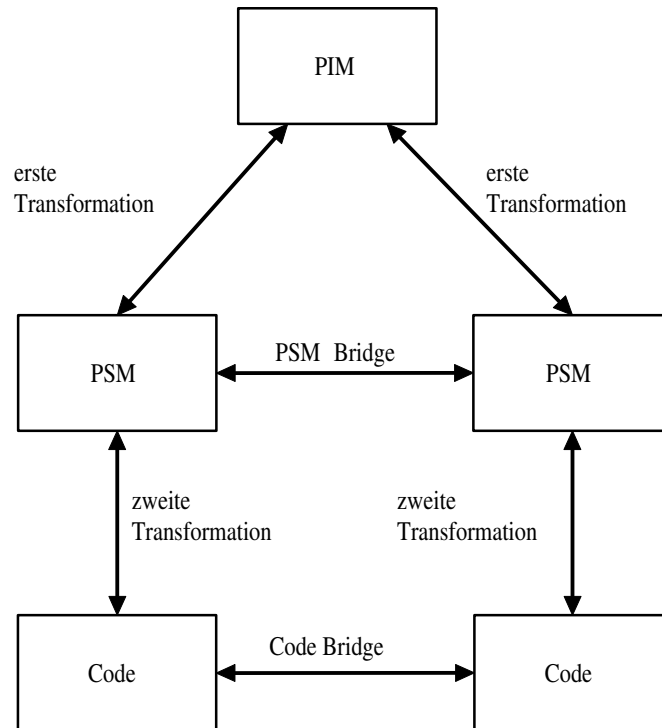 PIM
erste
Transformation
erste
Transformation
PSM
PSM Bridge
PSM
zweite
Transformation
zweite
Transformation
Code
Code Bridge
Code